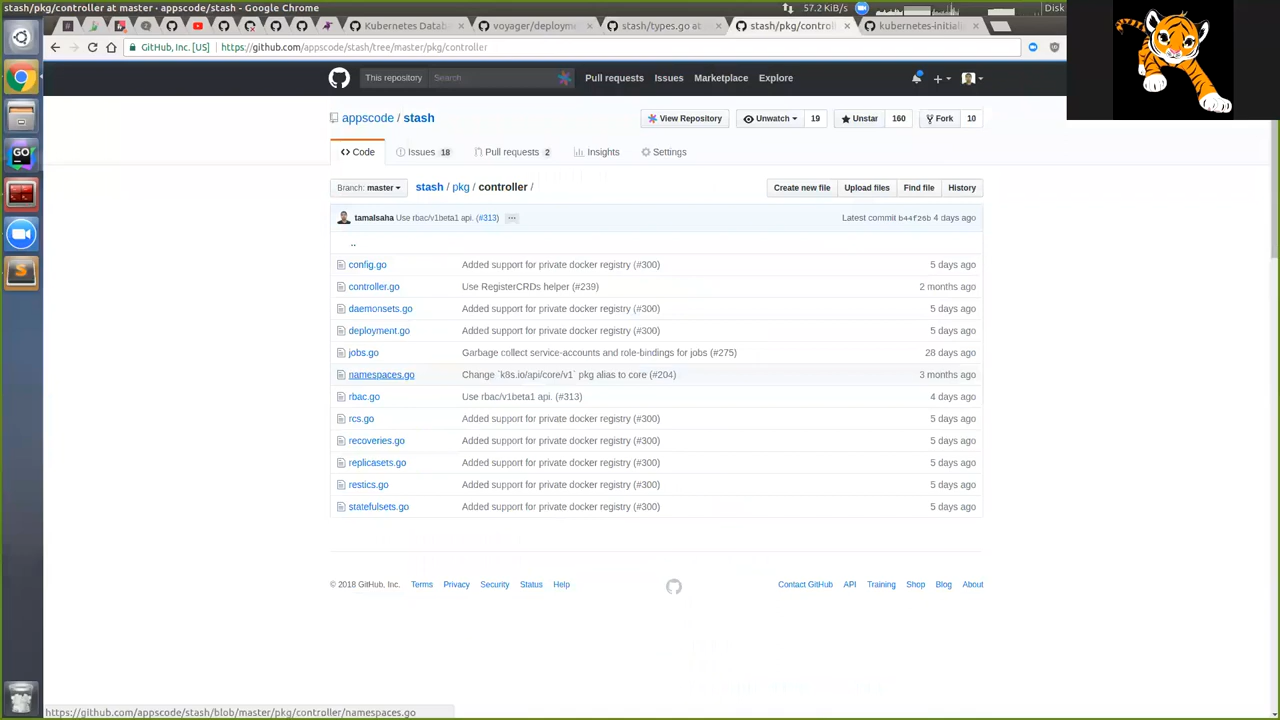 stash/pkg/controller at master · appscode/stash - Google Chrome
57.2 KiB/s
Disk
Kubernetes Datab
voyager/deploym
stash/types.go at
stash/pkg/control
kubernetes-initiali
GitHub, Inc. [US]
https://github.com/appscode/stash/tree/master/pkg/controller
This repository
Search
Pull requests
Issues
Marketplace
Explore
appscode / stash
View Repository
Unwatch
19
Unstar
160
Fork
10
Code
Issues 18
Pull requests 2
Insights
Settings
Branch: master
stash / pkg / controller /
Create new file
Upload files
Find file
History
tamalsaha Use rbac/v1beta1 api. (#313) ...
Latest commit b44f26b 4 days ago
..
config.go Added support for private docker registry (#300) 5 days ago
controller.go Use RegisterCRDs helper (#239) 2 months ago
daemonsets.go Added support for private docker registry (#300) 5 days ago
deployment.go Added support for private docker registry (#300) 5 days ago
jobs.go Garbage collect service-accounts and role-bindings for jobs (#275) 28 days ago
namespaces.go Change `k8s.io/api/core/v1` pkg alias to core (#204) 3 months ago
rbac.go Use rbac/v1beta1 api. (#313) 4 days ago
rcs.go Added support for private docker registry (#300) 5 days ago
recoveries.go Added support for private docker registry (#300) 5 days ago
replicasets.go Added support for private docker registry (#300) 5 days ago
restics.go Added support for private docker registry (#300) 5 days ago
statefulsets.go Added support for private docker registry (#300) 5 days ago
© 2018 GitHub, Inc. Terms Privacy Security Status Help
Contact GitHub API Training Shop Blog About
https://github.com/appscode/stash/blob/master/pkg/controller/namespaces.go
GO
S